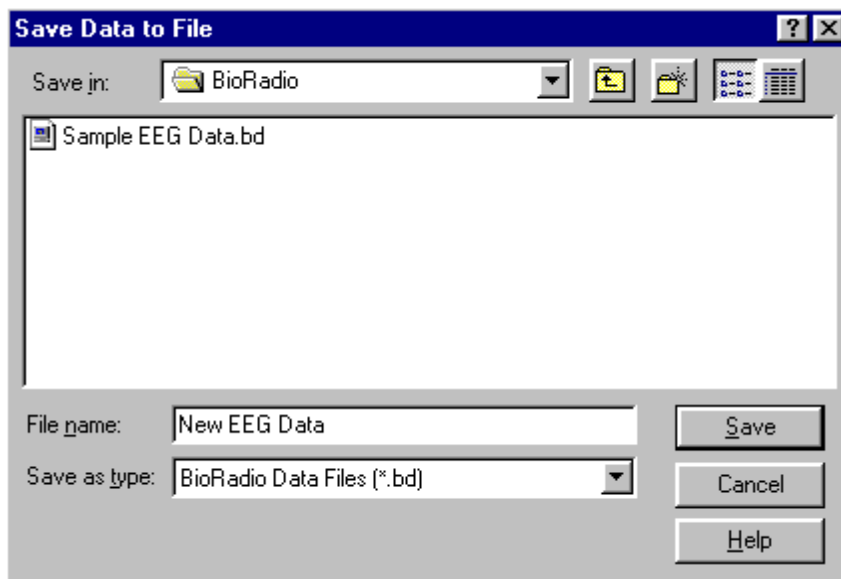 Save Data to File
Save in: BioRadio
Sample EEG Data.bd
File name: New EEG Data Save
Save as type: BioRadio Data Files (*.bd) Cancel
Help